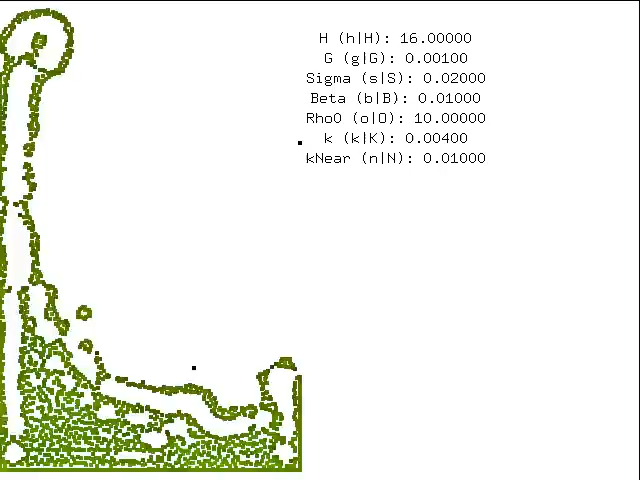 H (h|H): 16.00000
G (g|G): 0.00100
Sigma (s|S): 0.02000
Beta (b|B): 0.01000
Rho0 (o|O): 10.00000
k (k|K): 0.00400
kNear (n|N): 0.01000